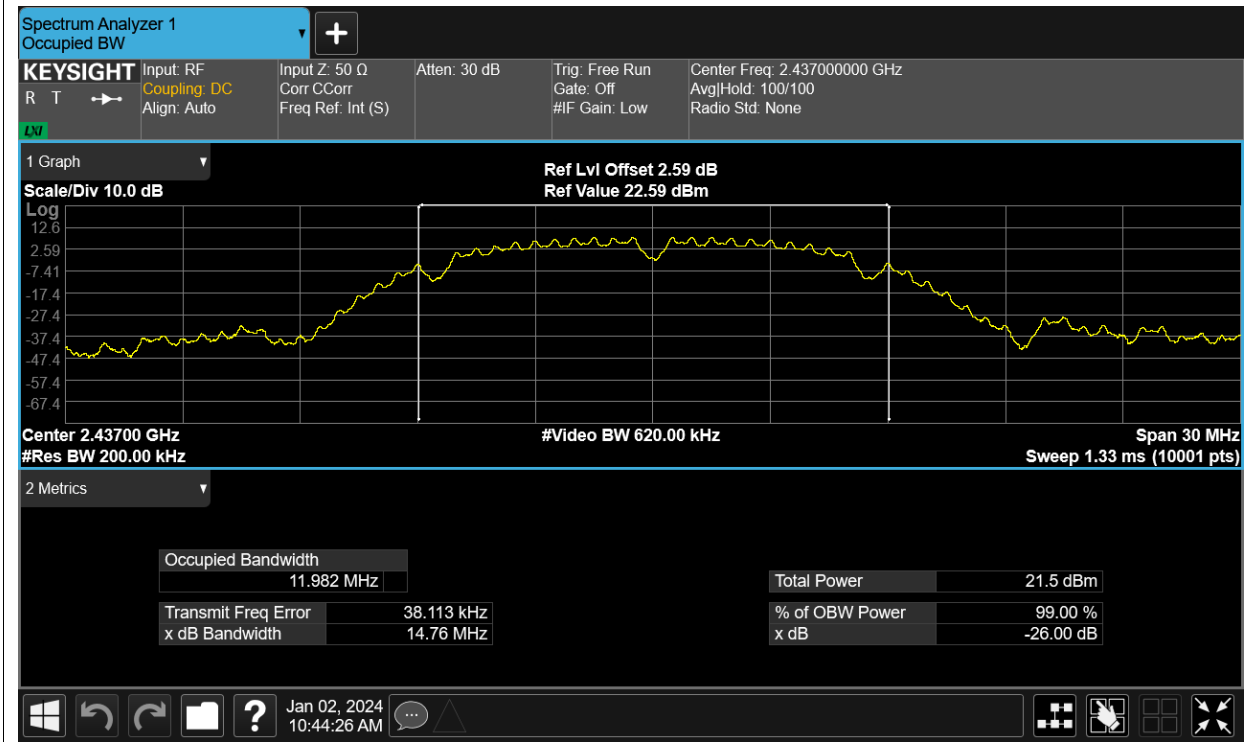 Spectrum Analyzer 1
Occupied BW
KEYSIGHT
R T
LXI
Input: RF
Coupling: DC
Align: Auto
Input Z: 50 Ω
Corr CCorr
Freq Ref: Int (S)
Atten: 30 dB
Trig: Free Run
Gate: Off
#IF Gain: Low
Center Freq: 2.437000000 GHz
Avg|Hold: 100/100
Radio Std: None
1 Graph
Scale/Div 10.0 dB
Ref Lvl Offset 2.59 dB
Ref Value 22.59 dBm
Log
12.6
2.59
-7.41
-17.4
-27.4
-37.4
-47.4
-57.4
-67.4
Center 2.43700 GHz
#Video BW 620.00 kHz
Span 30 MHz
#Res BW 200.00 kHz
Sweep 1.33 ms (10001 pts)
2 Metrics
Occupied Bandwidth
11.982 MHz
Transmit Freq Error 38.113 kHz
x dB Bandwidth 14.76 MHz
Total Power 21.5 dBm
% of OBW Power 99.00 %
x dB -26.00 dB
?
Jan 02, 2024
10:44:26 AM